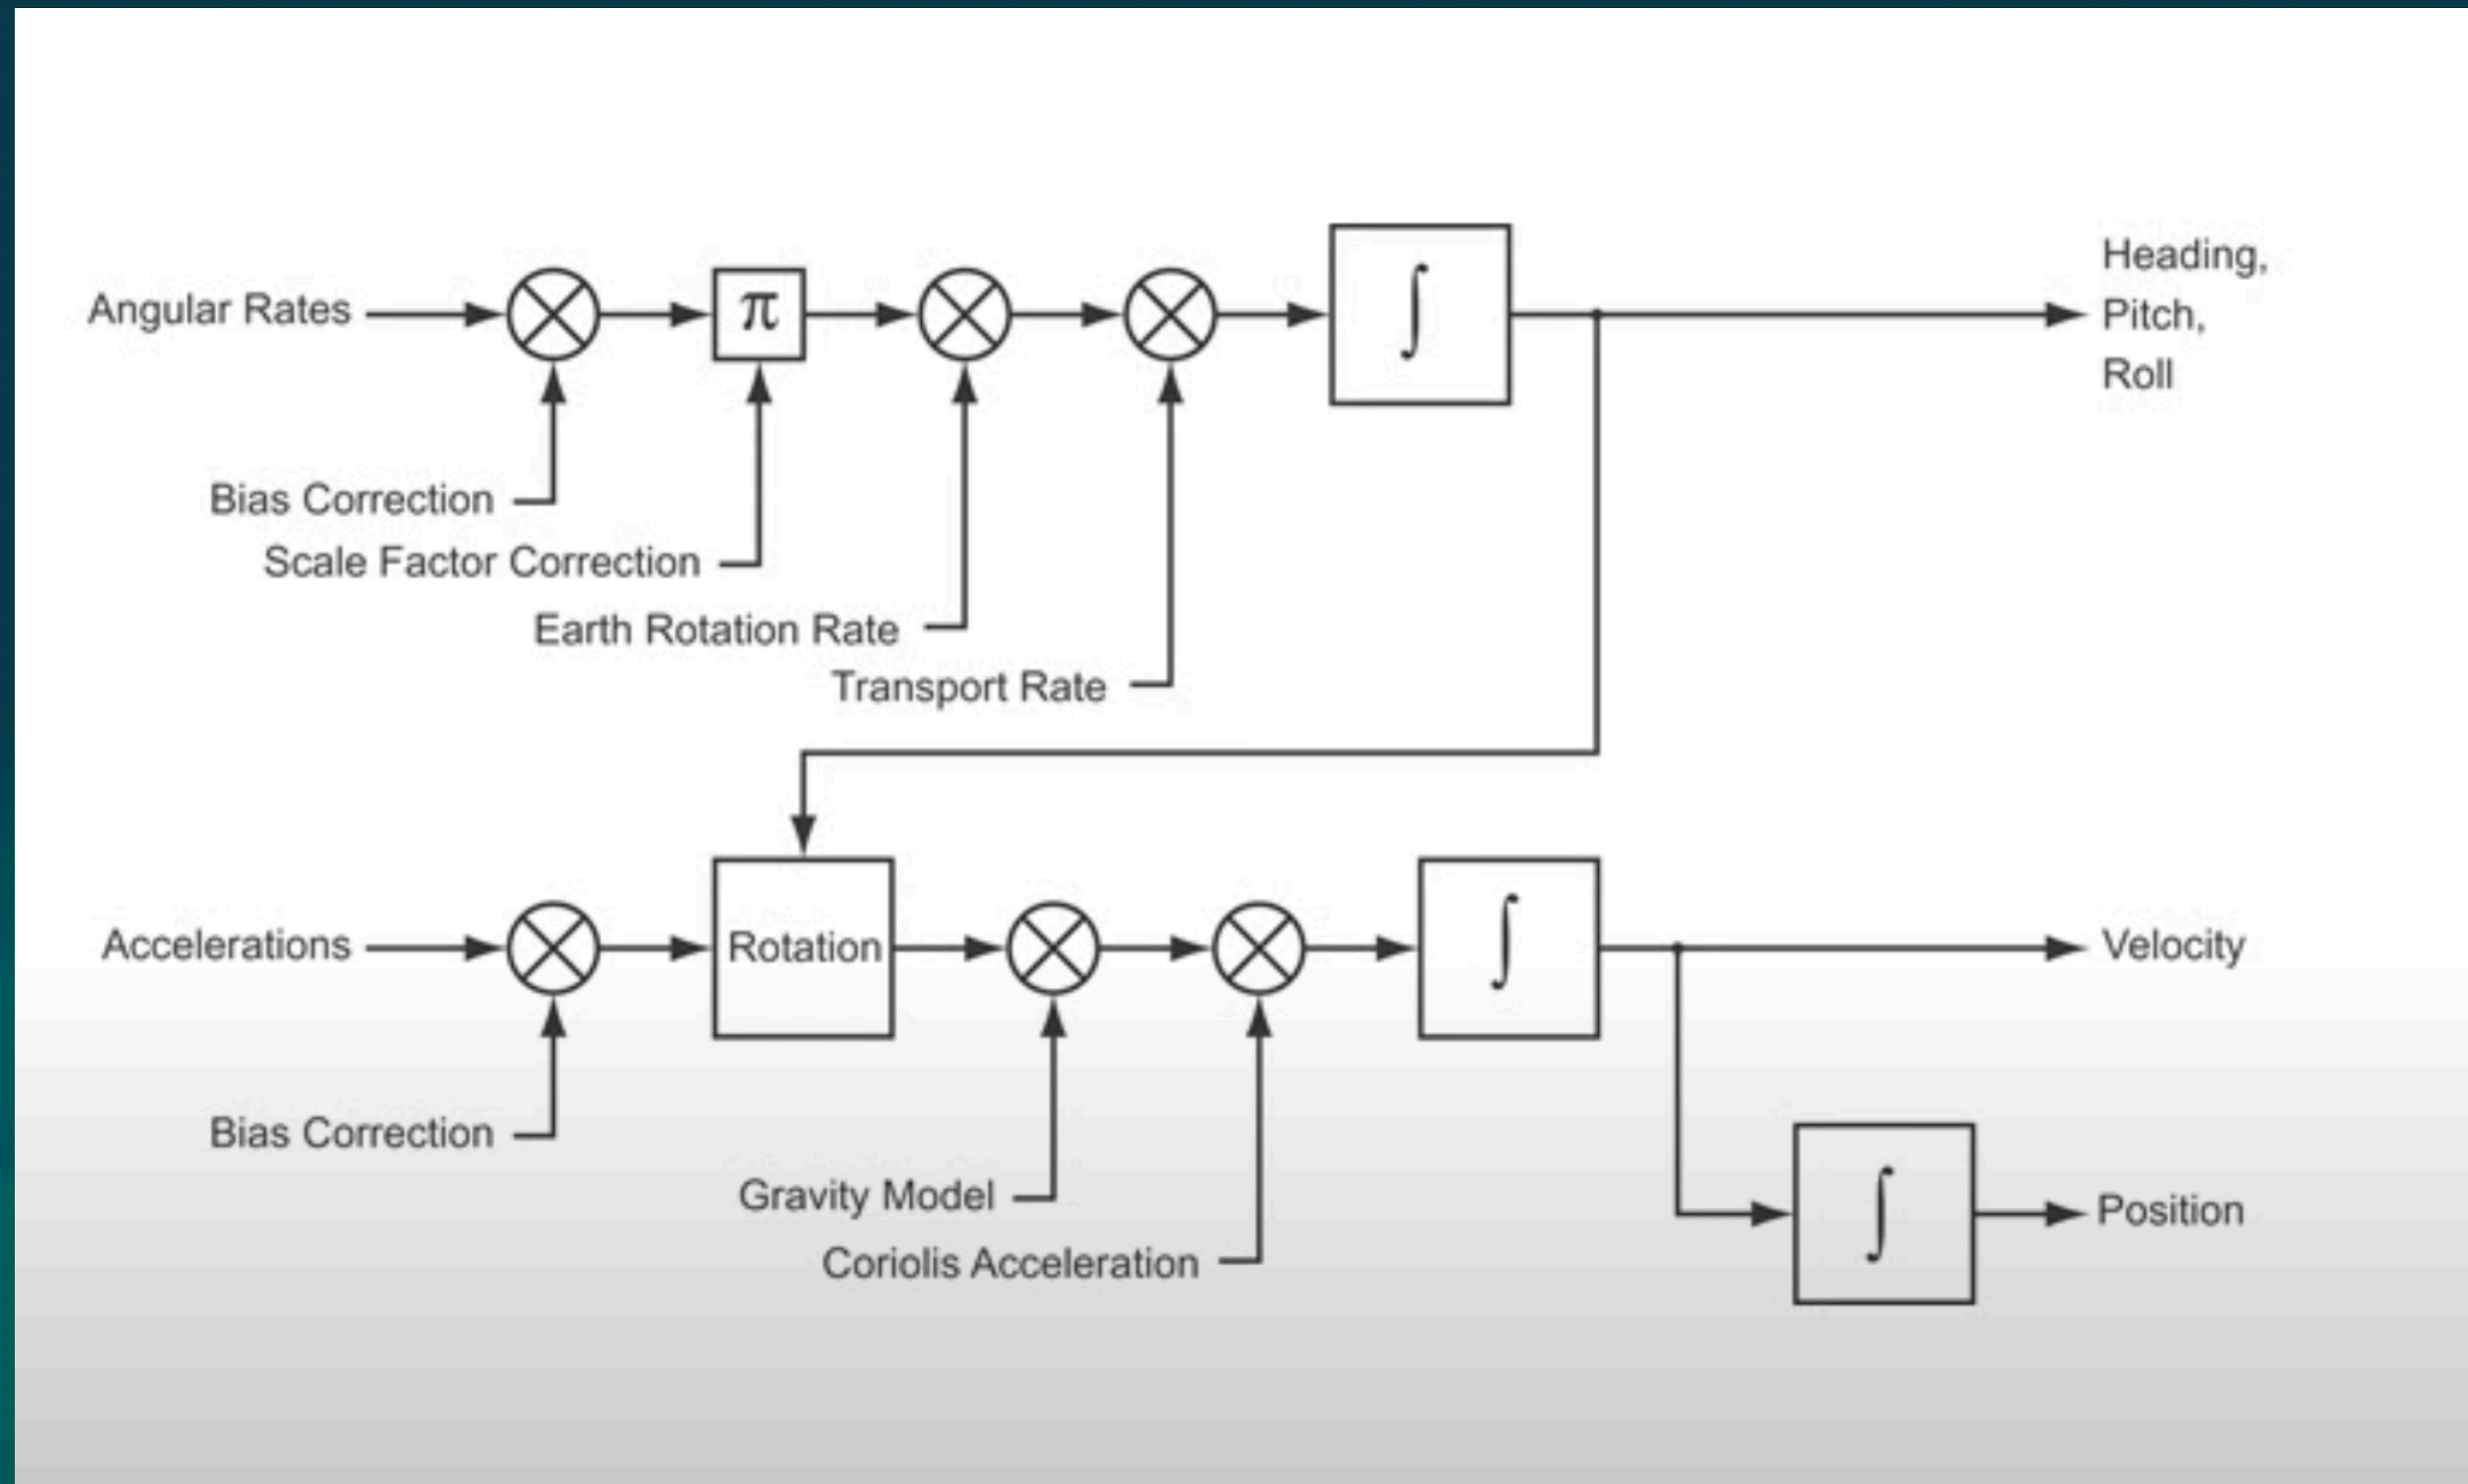 Angular Rates
π
∫
Heading,
Pitch,
Roll
Bias Correction
Scale Factor Correction
Earth Rotation Rate
Transport Rate
Accelerations
Rotation
∫
Velocity
Bias Correction
Gravity Model
Coriolis Acceleration
∫
Position